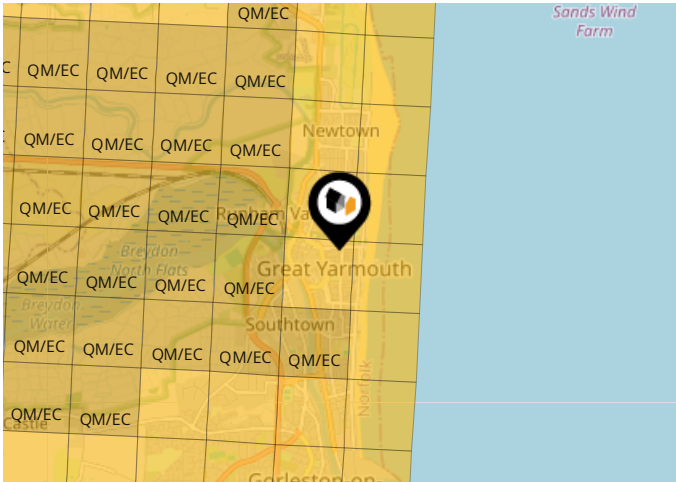 QM/EC
Sands Wind
Farm
C QM/EC QM/EC QM/EC QM/EC
Newtown
QM/EC QM/EC QM/EC QM/EC
QM/EC QM/EC QM/EC QM/EC
Breydon
North Flats
Great Yarmouth
QM/EC QM/EC QM/EC QM/EC
Breydon
Water
Southtown
QM/EC QM/EC QM/EC QM/EC QM/EC
Norfolk
QM/EC QM/EC
Castle
Gorleston-on-